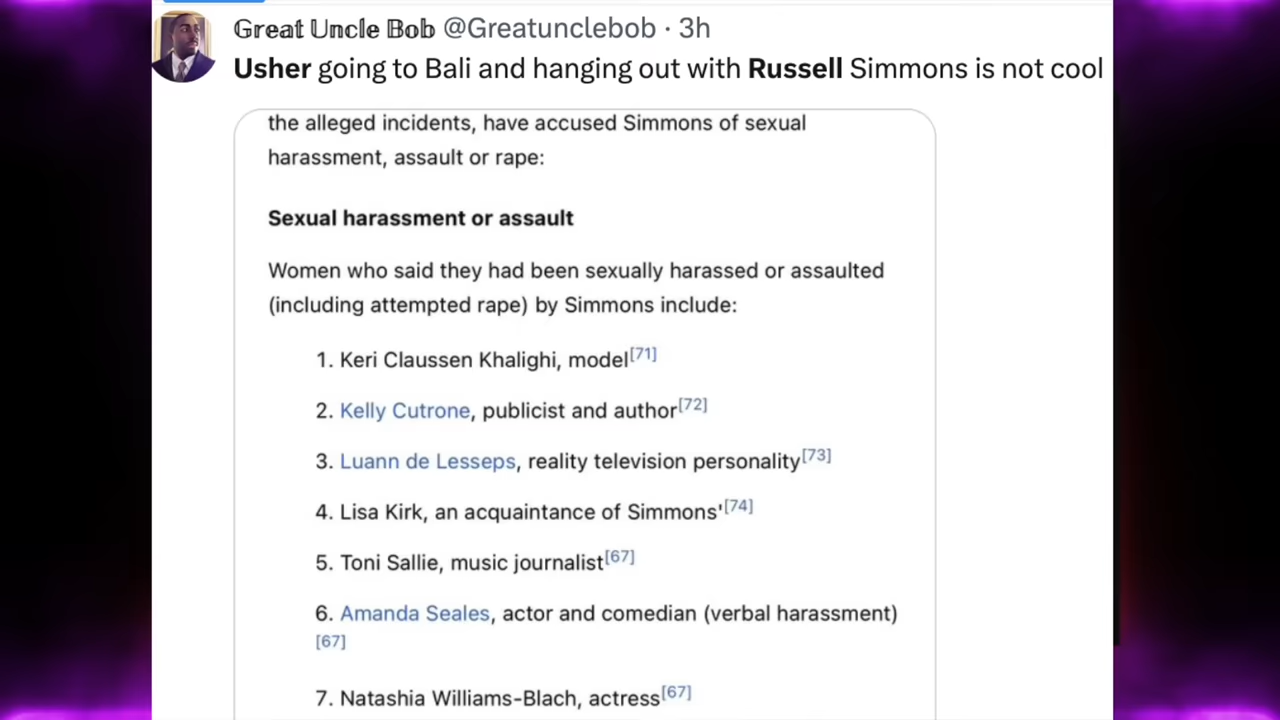 Great Uncle Bob @Greatunclebob · 3h
Usher going to Bali and hanging out with Russell Simmons is not cool
the alleged incidents, have accused Simmons of sexual
harassment, assault or rape:
Sexual harassment or assault
Women who said they had been sexually harassed or assaulted
(including attempted rape) by Simmons include:
1. Keri Claussen Khalighi, model[71]
2. Kelly Cutrone, publicist and author[72]
3. Luann de Lesseps, reality television personality[73]
4. Lisa Kirk, an acquaintance of Simmons'[74]
5. Toni Sallie, music journalist[67]
6. Amanda Seales, actor and comedian (verbal harassment)
[67]
7. Natashia Williams-Blach, actress[67]